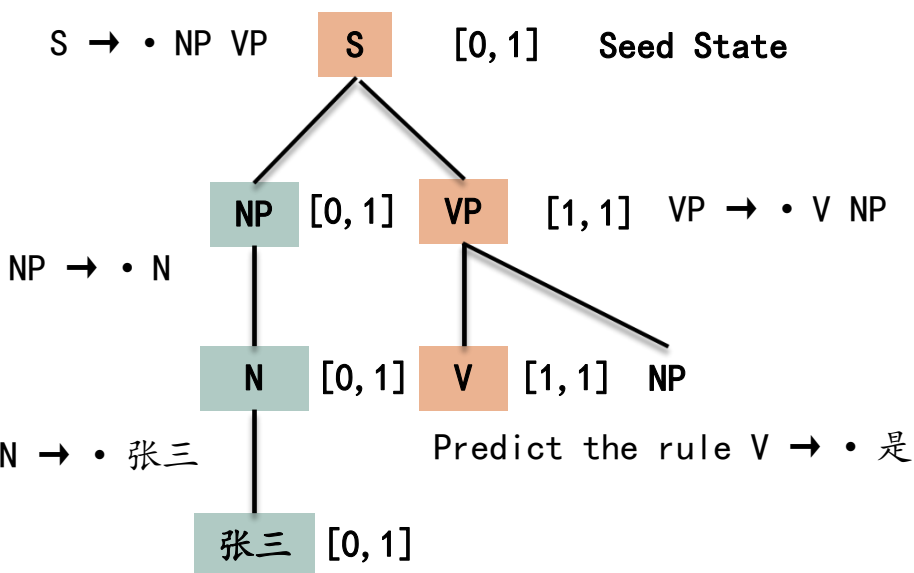 S → • NP VP S [0,1] Seed State
NP [0,1] VP [1,1] VP → • V NP
NP → • N
N [0,1] V [1,1] NP
N → • 张三 Predict the rule V → • 是
张三 [0,1]